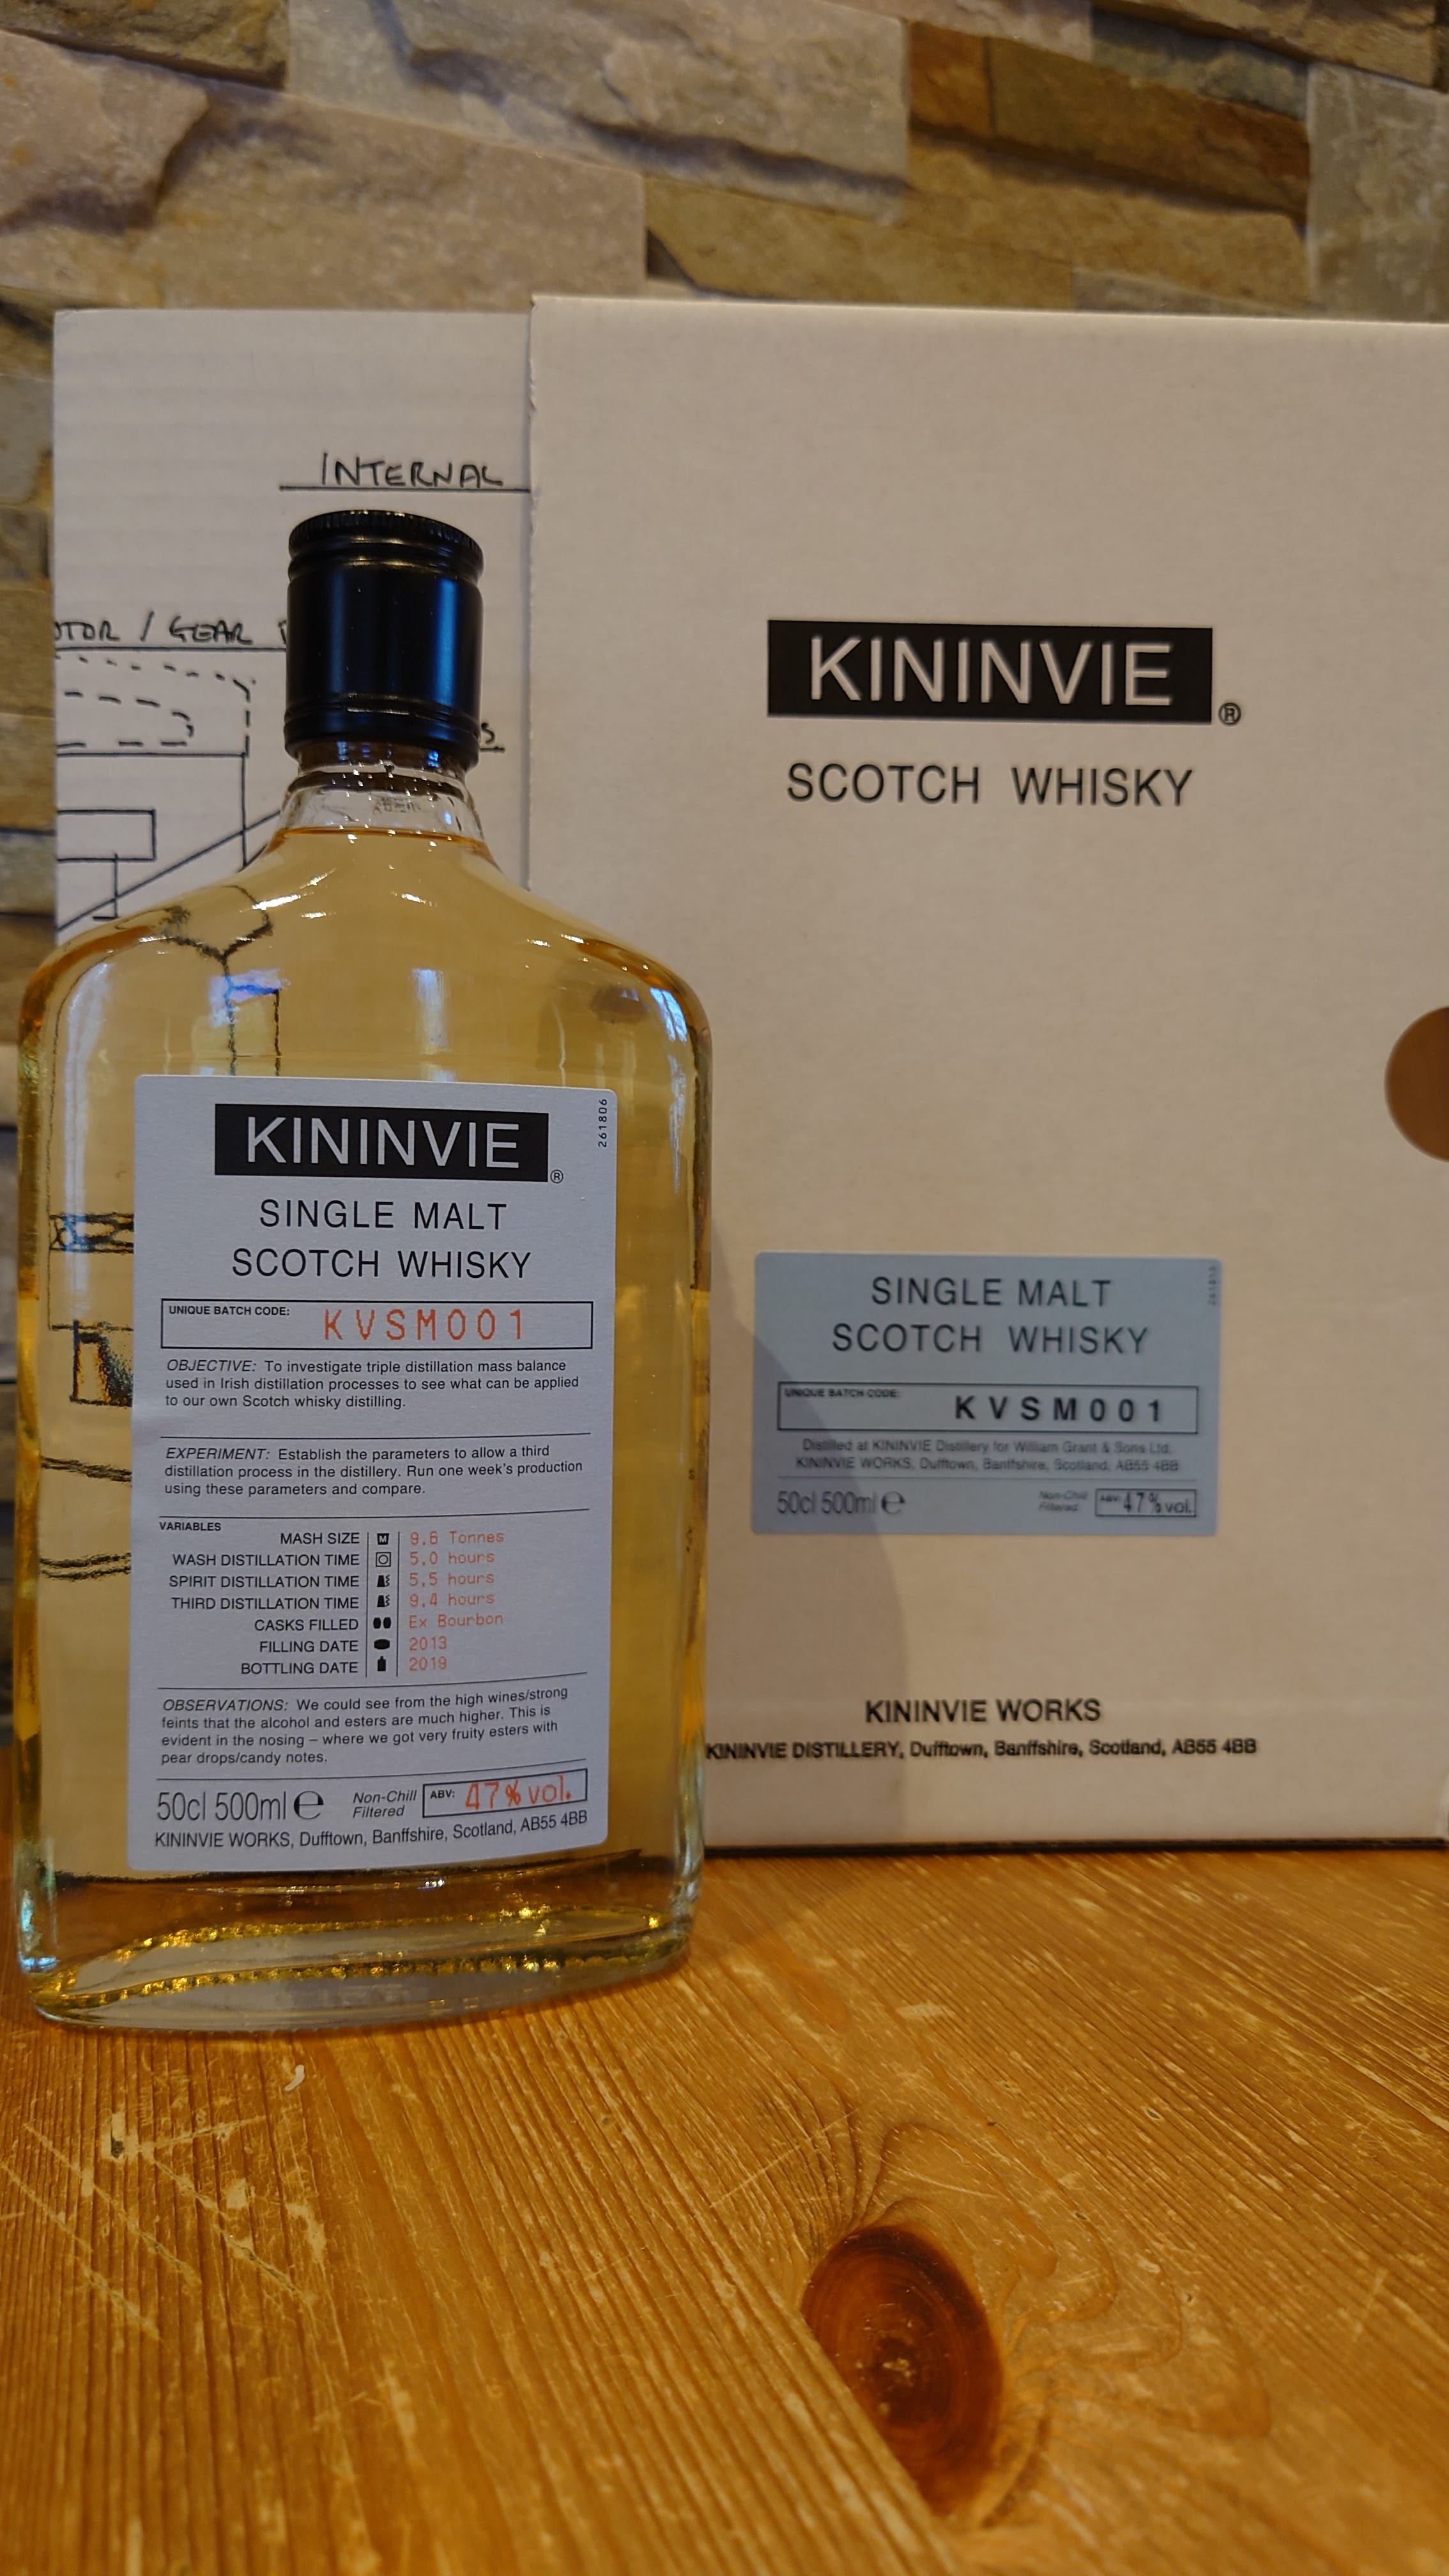 INTERNAL
/ GEAR
KININVIE®
SCOTCH WHISKY
KININVIE®
261806
SINGLE MALT
SCOTCH WHISKY
UNIQUE BATCH CODE: KVSM001
OBJECTIVE: To investigate triple distillation mass balance
used in Irish distillation processes to see what can be applied
to our own Scotch whisky distilling.
EXPERIMENT: Establish the parameters to allow a third
distillation process in the distillery. Run one week's production
using these parameters and compare.
VARIABLES
MASH SIZE M 9.6 Tonnes
WASH DISTILLATION TIME 5.0 hours
SPIRIT DISTILLATION TIME 5.5 hours
THIRD DISTILLATION TIME 9.4 hours
CASKS FILLED Ex Bourbon
FILLING DATE 2013
BOTTLING DATE 2019
OBSERVATIONS: We could see from the high wines/strong
feints that the alcohol and esters are much higher. This is
evident in the nosing – where we got very fruity esters with
pear drops/candy notes.
50cl 500ml ℮ Non-Chill Filtered ABV: 47% vol.
KININVIE WORKS, Dufftown, Banffshire, Scotland, AB55 4BB
SINGLE MALT
SCOTCH WHISKY
UNIQUE BATCH CODE: KVSM001
Distilled at KININVIE Distillery for William Grant & Sons Ltd.
KININVIE WORKS, Dufftown, Banffshire, Scotland, AB55 4BB
50cl 500ml ℮ Non-Chill Filtered ABV: 47% vol.
KININVIE WORKS
KININVIE DISTILLERY, Dufftown, Banffshire, Scotland, AB55 4BB